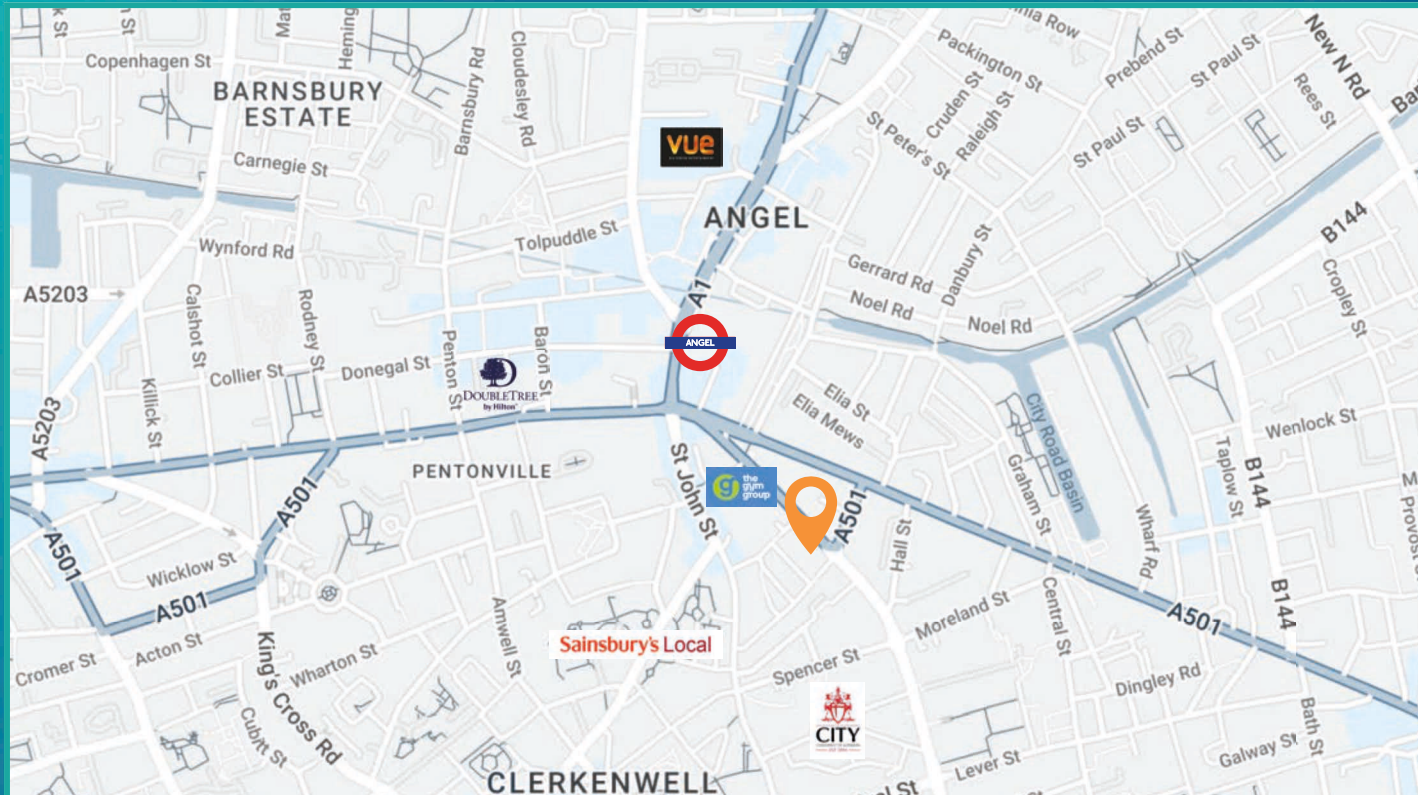 Copenhagen St
BARNSBURY
ESTATE
Carnegie St
Barnsbury Rd
Cloudesley Rd
vue
ANGEL
Packington St
Cruden St
Raleigh St
St Peter's St
Prebend St
St Paul St
St Paul St
New N Rd
Rees St
B144
Cropley St
Wynford Rd
Tolpuddle St
A5203
Calshot St
Rodney St
A1
ANGEL
Gerrard Rd
Danbury St
Noel Rd
Noel Rd
Collier St
Donegal St
Penton St
Baron St
DOUBLETREE
by Hilton
Killick St
A5203
Elia St
Elia Mews
City Road Basin
Wenlock St
Taplow St
B144
PENTONVILLE
St John St
the
gym
group
A501
Graham St
Hall St
Wharf Rd
A501
A501
Wicklow St
A501
Amwell St
Moreland St
Central St
A501
B144
Acton St
Cromer St
King's Cross Rd
Wharton St
Sainsbury's Local
Spencer St
Dingley Rd
CITY
Cubitt St
Bath St
Galway St
Lever St
CLERKENWELL